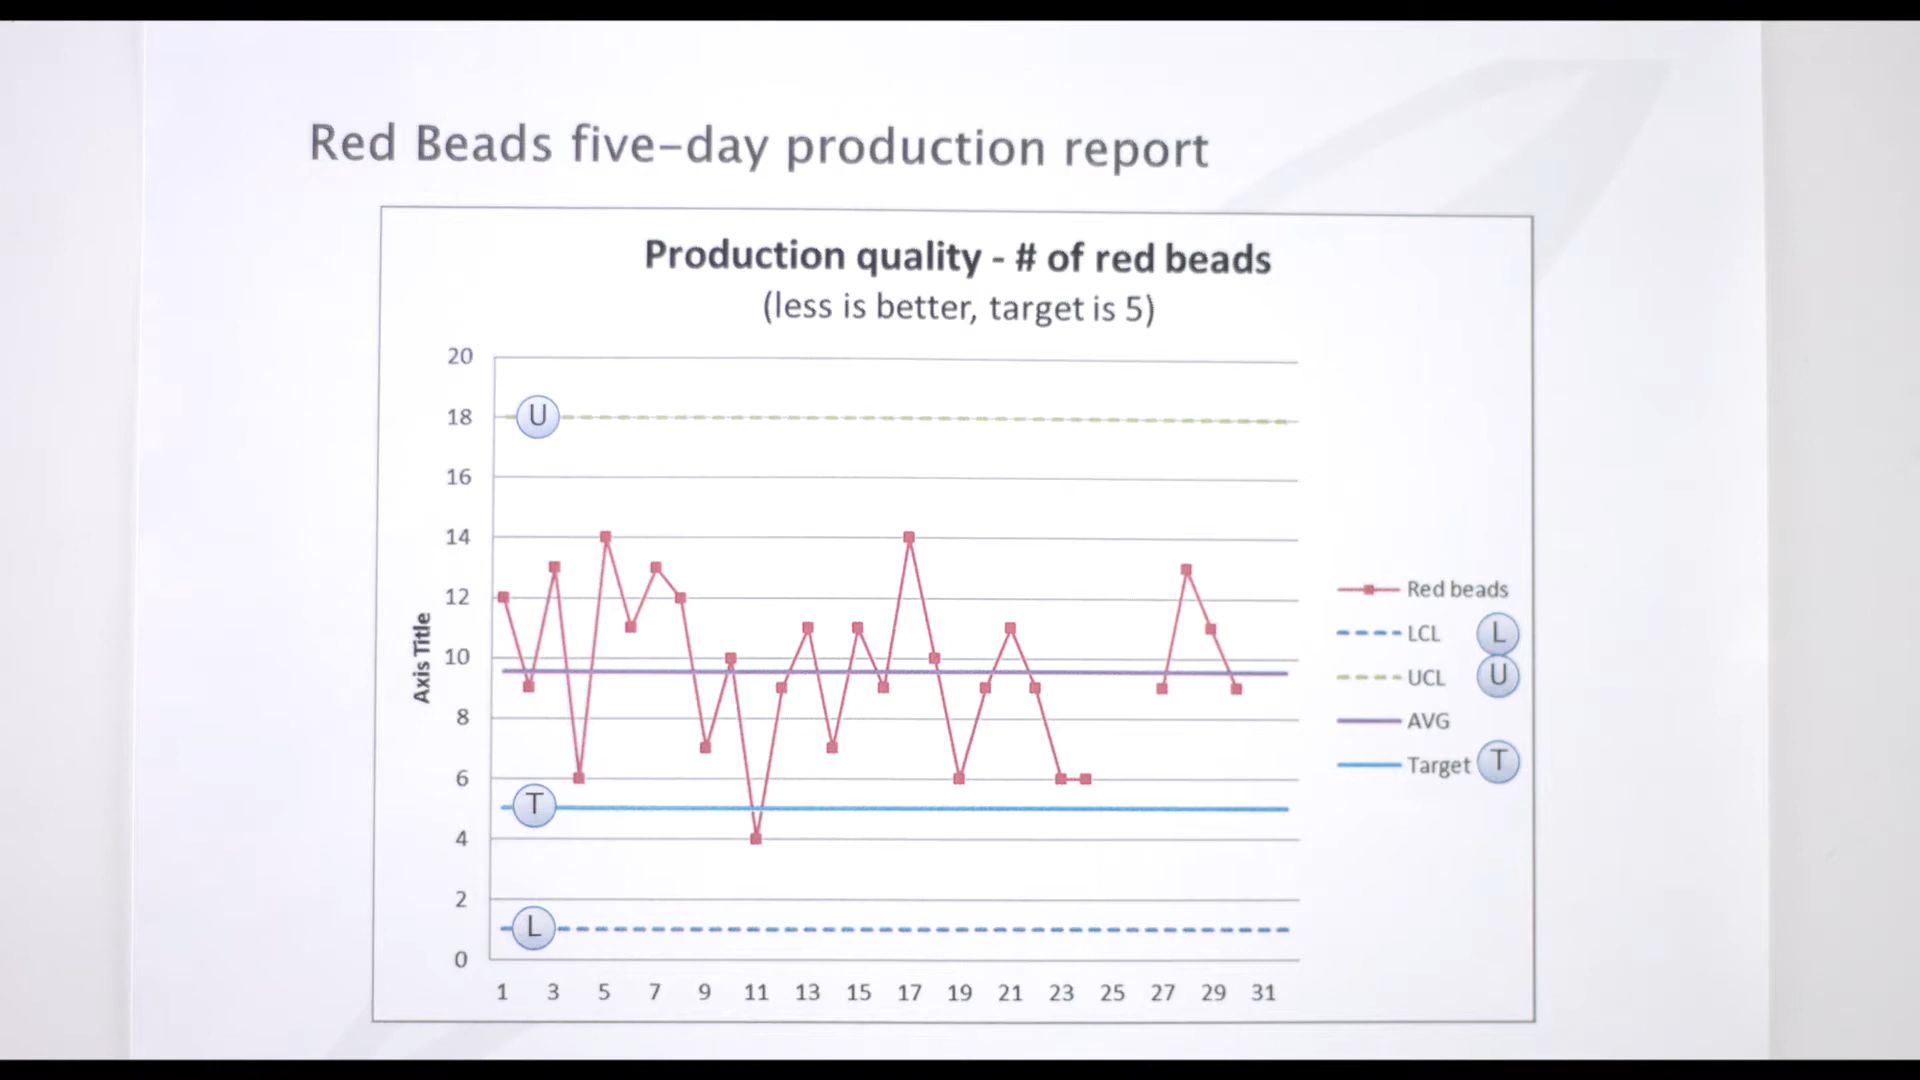 Red Beads five-day production report
Production quality - # of red beads
(less is better, target is 5)
20
18
16
14
12
10
8
6
4
2
0
Axis Title
U
T
L
1 3 5 7 9 11 13 15 17 19 21 23 25 27 29 31
Red beads
LCL L
UCL U
AVG
Target T